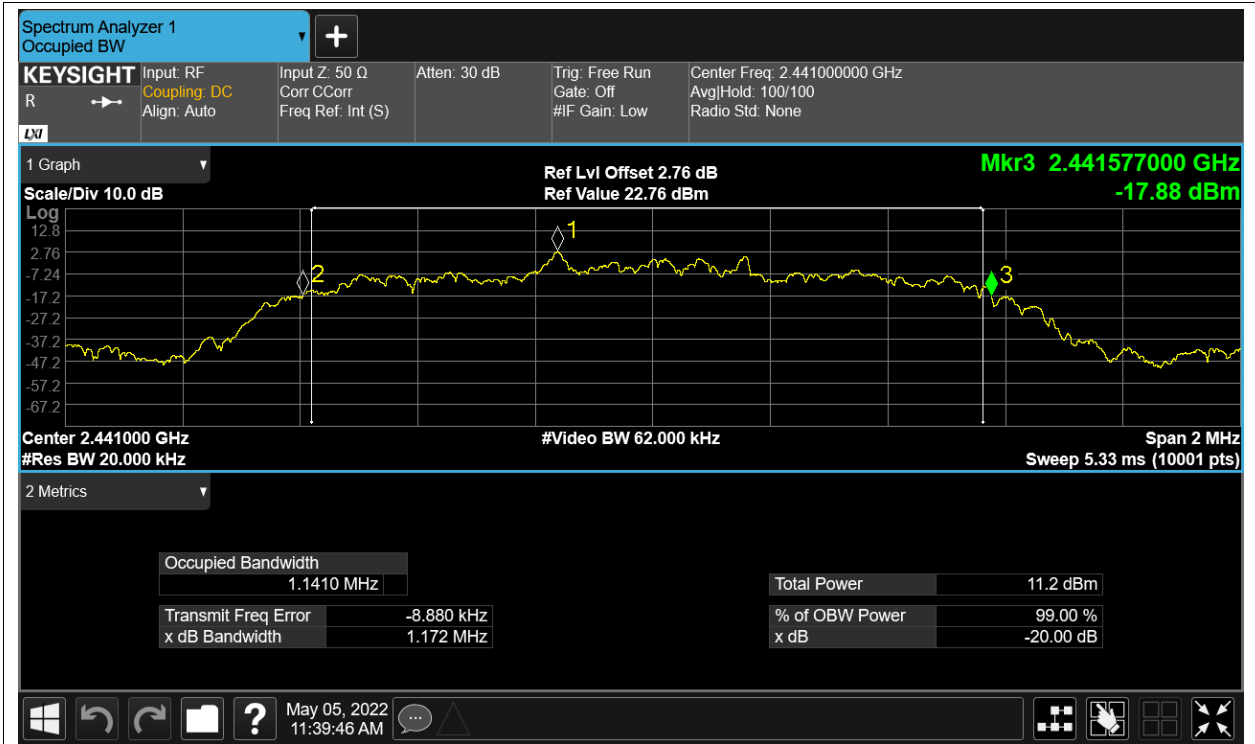 Spectrum Analyzer 1
Occupied BW
KEYSIGHT
R
LXI
Input: RF
Coupling: DC
Align: Auto
Input Z: 50 Ω
Corr CCorr
Freq Ref: Int (S)
Atten: 30 dB
Trig: Free Run
Gate: Off
#IF Gain: Low
Center Freq: 2.441000000 GHz
Avg|Hold: 100/100
Radio Std: None
1 Graph
Scale/Div 10.0 dB
Ref Lvl Offset 2.76 dB
Ref Value 22.76 dBm
Mkr3 2.441577000 GHz
-17.88 dBm
Log
12.8
2.76
-7.24
-17.2
-27.2
-37.2
-47.2
-57.2
-67.2
1
2
3
Center 2.441000 GHz
#Video BW 62.000 kHz
Span 2 MHz
#Res BW 20.000 kHz
Sweep 5.33 ms (10001 pts)
2 Metrics
Occupied Bandwidth
1.1410 MHz
Transmit Freq Error -8.880 kHz
x dB Bandwidth 1.172 MHz
Total Power 11.2 dBm
% of OBW Power 99.00 %
x dB -20.00 dB
?
May 05, 2022
11:39:46 AM